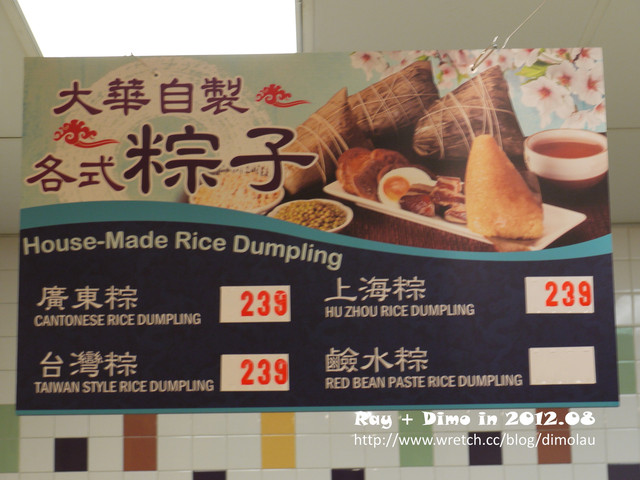 大華自製
各式粽子
House-Made Rice Dumpling
廣東粽 239
CANTONESE RICE DUMPLING
上海粽 239
HU ZHOU RICE DUMPLING
台灣粽 239
TAIWAN STYLE RICE DUMPLING
鹼水粽
RED BEAN PASTE RICE DUMPLING
Ray + Dimo in 2012.08
http://www.wretch.cc/blog/dimolau